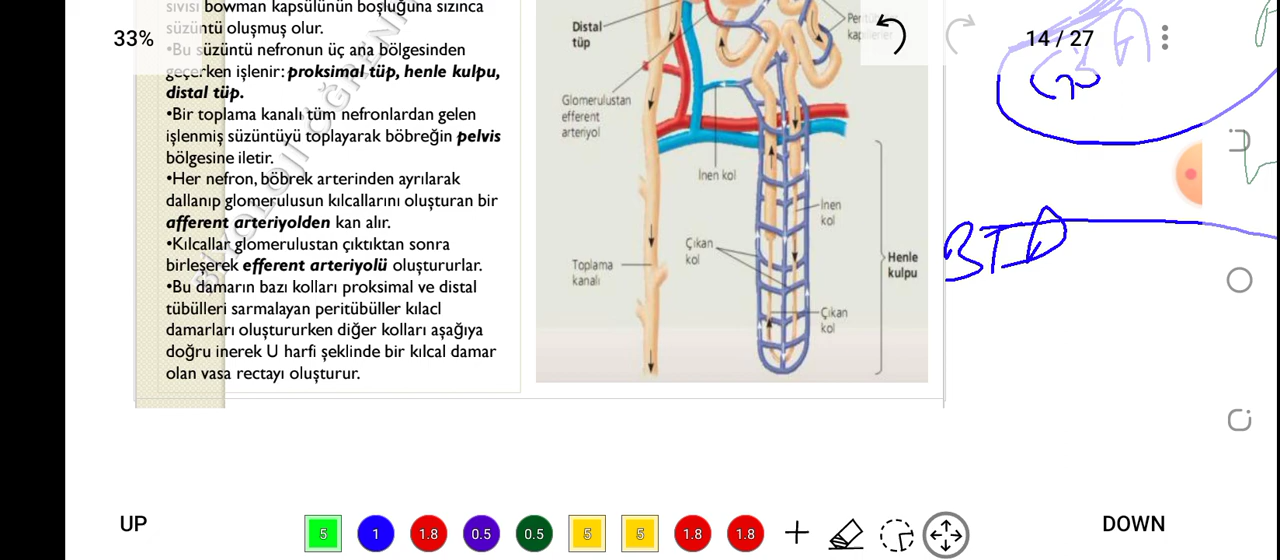 sıvısı bowman kapsülünün boşluğuna sızınca
süzüntü oluşmuş olur.
•Bu süzüntü nefronun üç ana bölgesinden
geçerken işlenir: proksimal tüp, henle kulpu,
distal tüp.
•Bir toplama kanalı tüm nefronlardan gelen
işlenmiş süzüntüyü toplayarak böbreğin pelvis
bölgesine iletir.
•Her nefron, böbrek arterinden ayrılarak
dallanıp glomerulusun kılcallarını oluşturan bir
afferent arteriyolden kan alır.
•Kılcallar glomerulustan çıktıktan sonra
birleşerek efferent arteriyolü oluştururlar.
•Bu damarın bazı kolları proksimal ve distal
tübülleri sarmalayan peritübüller kılacl
damarları oluştururken diğer kolları aşağıya
doğru inerek U harfi şeklinde bir kılcal damar
olan vasa rectayı oluşturur.
33%
Distal
tüp
Glomerulustan
efferent
arteriyol
İnen kol
İnen
kol
Çıkan
kol
Toplama
kanalı
Henle
kulpu
Çıkan
kol
14 / 27
BTA
UP
5
1
1.8
0.5
0.5
5
5
1.8
1.8
DOWN